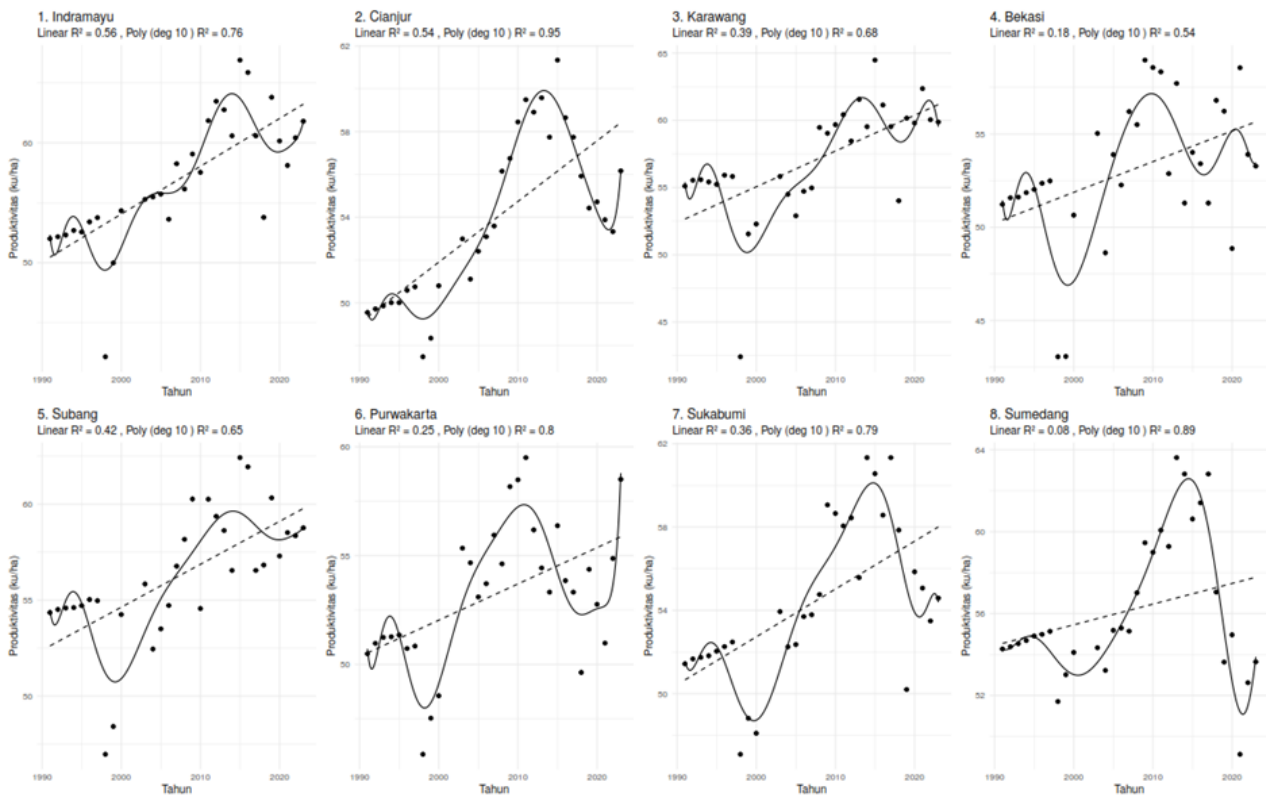 1. Indramayu
Linear R² = 0.56 , Poly (deg 10 ) R² = 0.76
Produktivitas (ku/ha)
60
50
1990 2000 2010 2020
Tahun
2. Cianjur
Linear R² = 0.54 , Poly (deg 10 ) R² = 0.95
Produktivitas (ku/ha)
62
58
54
50
1990 2000 2010 2020
Tahun
3. Karawang
Linear R² = 0.39 , Poly (deg 10 ) R² = 0.68
Produktivitas (ku/ha)
65
60
55
50
45
1990 2000 2010 2020
Tahun
4. Bekasi
Linear R² = 0.18 , Poly (deg 10 ) R² = 0.54
Produktivitas (ku/ha)
55
50
45
1990 2000 2010 2020
Tahun
5. Subang
Linear R² = 0.42 , Poly (deg 10 ) R² = 0.65
Produktivitas (ku/ha)
60
55
50
1990 2000 2010 2020
Tahun
6. Purwakarta
Linear R² = 0.25 , Poly (deg 10 ) R² = 0.8
Produktivitas (ku/ha)
60
55
50
1990 2000 2010 2020
Tahun
7. Sukabumi
Linear R² = 0.36 , Poly (deg 10 ) R² = 0.79
Produktivitas (ku/ha)
62
58
54
50
1990 2000 2010 2020
Tahun
8. Sumedang
Linear R² = 0.08 , Poly (deg 10 ) R² = 0.89
Produktivitas (ku/ha)
64
60
56
52
1990 2000 2010 2020
Tahun